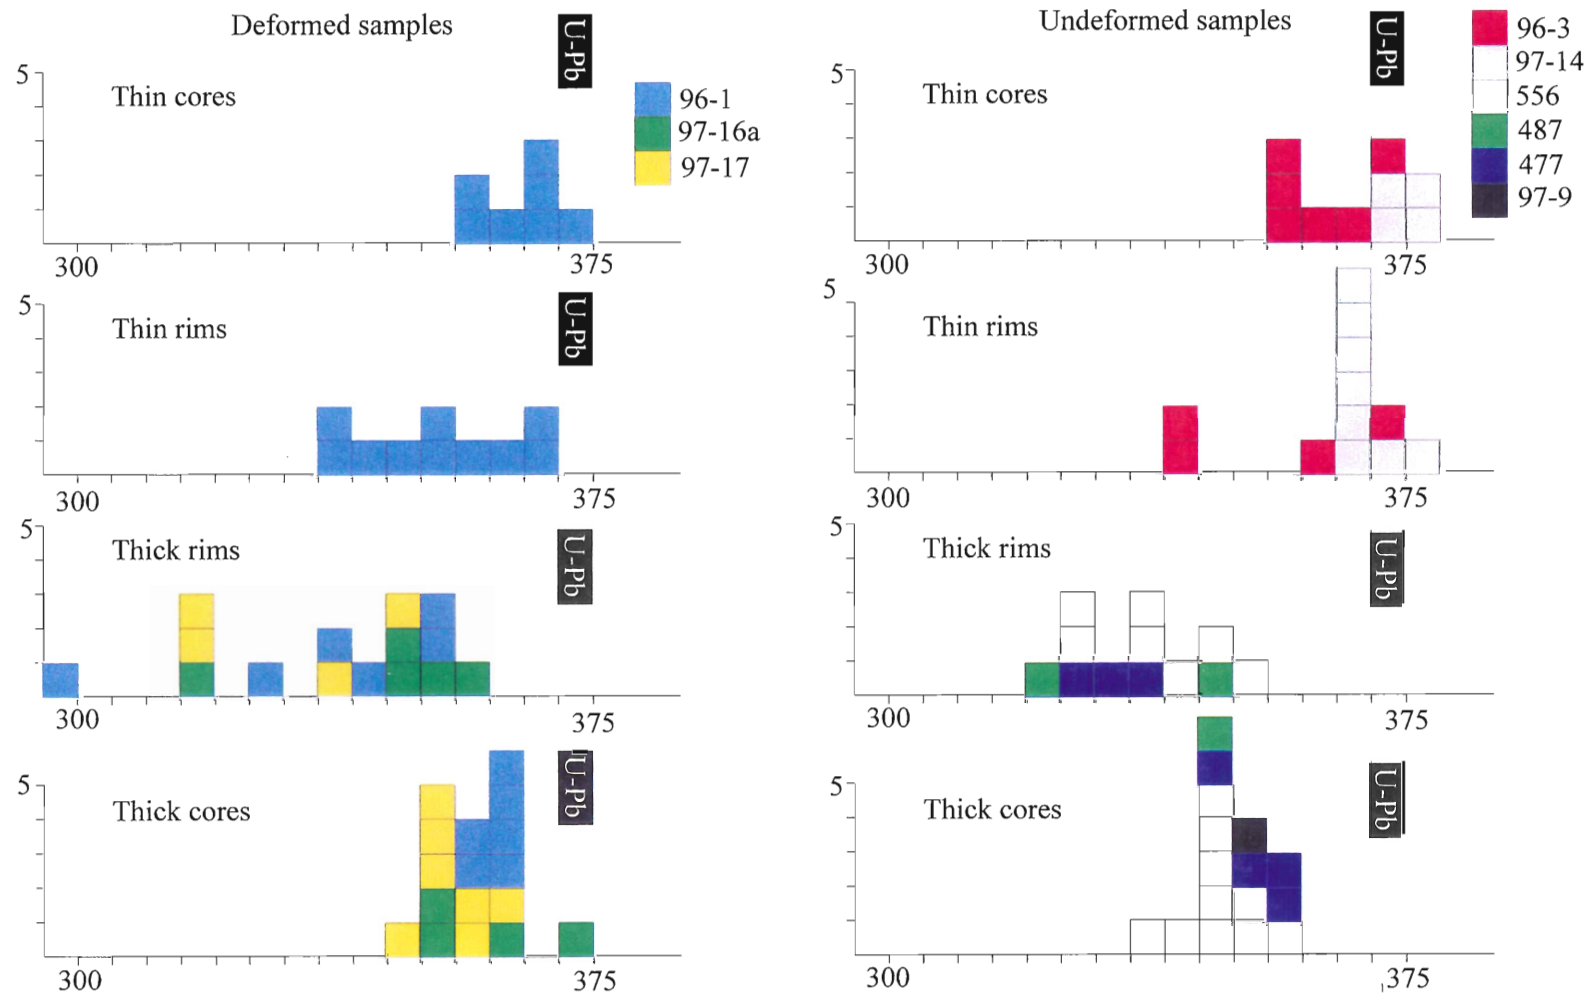 Deformed samples
U-Pb
5
Thin cores
96-1
97-16a
97-17
300
375
5
Thin rims
U-Pb
300
375
5
Thick rims
U-Pb
300
375
5
Thick cores
U-Pb
300
375
Undeformed samples
U-Pb
96-3
97-14
556
487
477
97-9
5
Thin cores
300
375
5
Thin rims
300
375
5
Thick rims
U-Pb
300
375
5
Thick cores
U-Pb
300
375